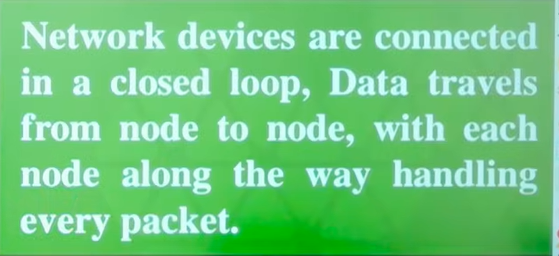 Network devices are connected
in a closed loop, Data travels
from node to node, with each
node along the way handling
every packet.